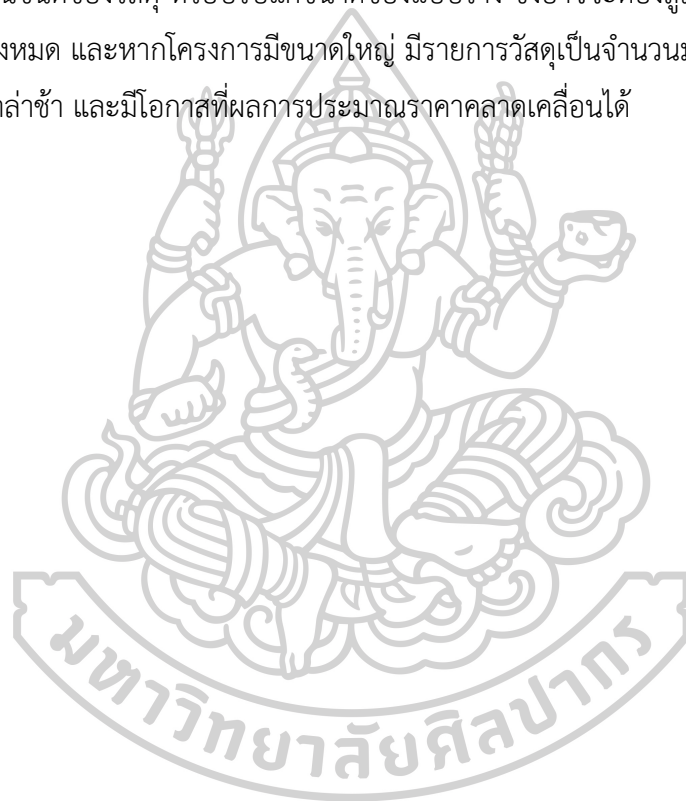 งหมด และหากโครงการมีขนาดใหญ่ มีรายการวัสดุเป็นจำนวนม
าล่าช้า และมีโอกาสที่ผลการประมาณราคาคลาดเคลื่อนได้
มหาวิทยาลัยศิลปากร